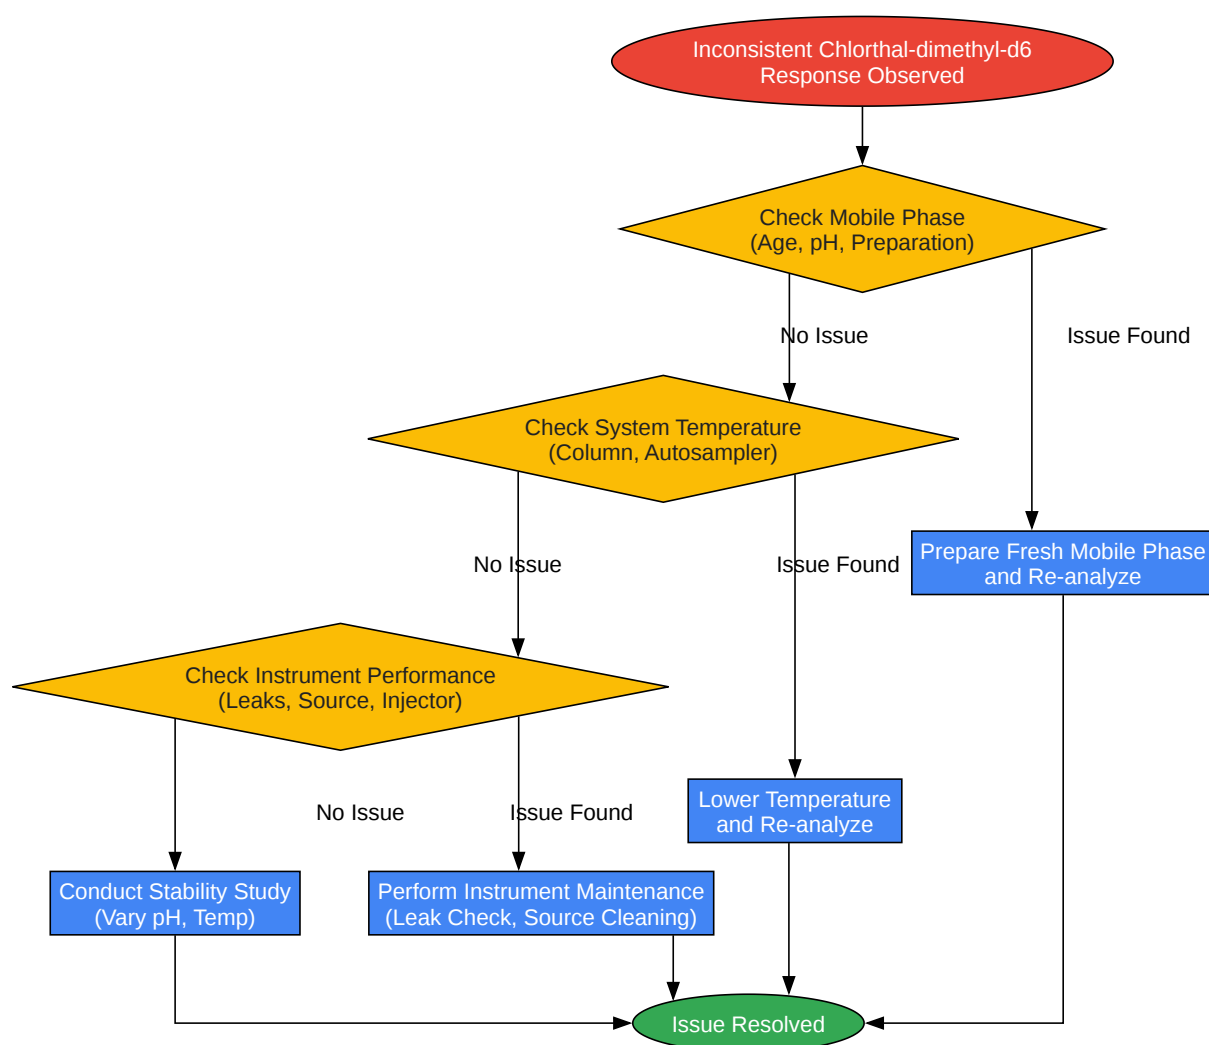 Inconsistent Chlorthal-dimethyl-d6
Response Observed
Check Mobile Phase
(Age, pH, Preparation)
No Issue
Issue Found
Check System Temperature
(Column, Autosampler)
No Issue
Issue Found
Prepare Fresh Mobile Phase
and Re-analyze
Check Instrument Performance
(Leaks, Source, Injector)
No Issue
Issue Found
Lower Temperature
and Re-analyze
Conduct Stability Study
(Vary pH, Temp)
Perform Instrument Maintenance
(Leak Check, Source Cleaning)
Issue Resolved